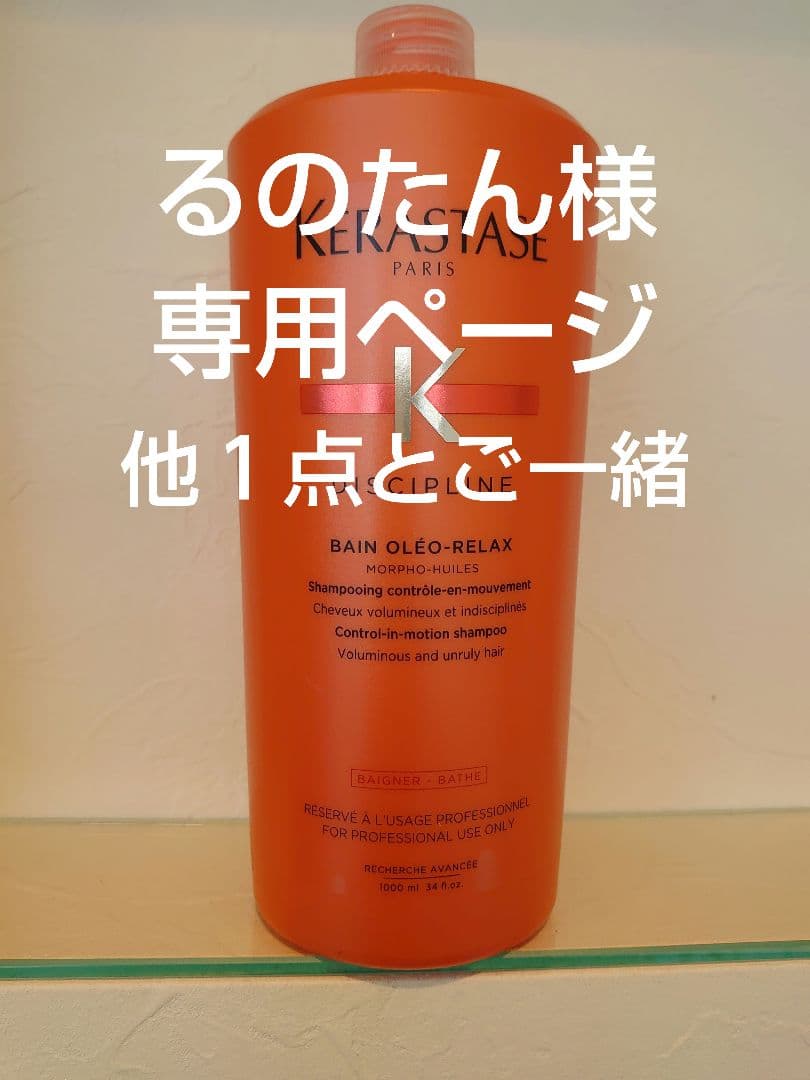 るのたん様
KERASTASE
PARIS
専用ページ
K
他１点とご一緒
DISCIPLINE
BAIN OLÉO-RELAX
MORPHO-HUILES
Shampooing contrôle-en-mouvement
Cheveux volumineux et indisciplinés
Control-in-motion shampoo
Voluminous and unruly hair
BAIGNER - BATHE
RÉSERVÉ À L'USAGE PROFESSIONNEL
FOR PROFESSIONAL USE ONLY
RECHERCHE AVANCÉE
1000 ml 34 fl.oz.